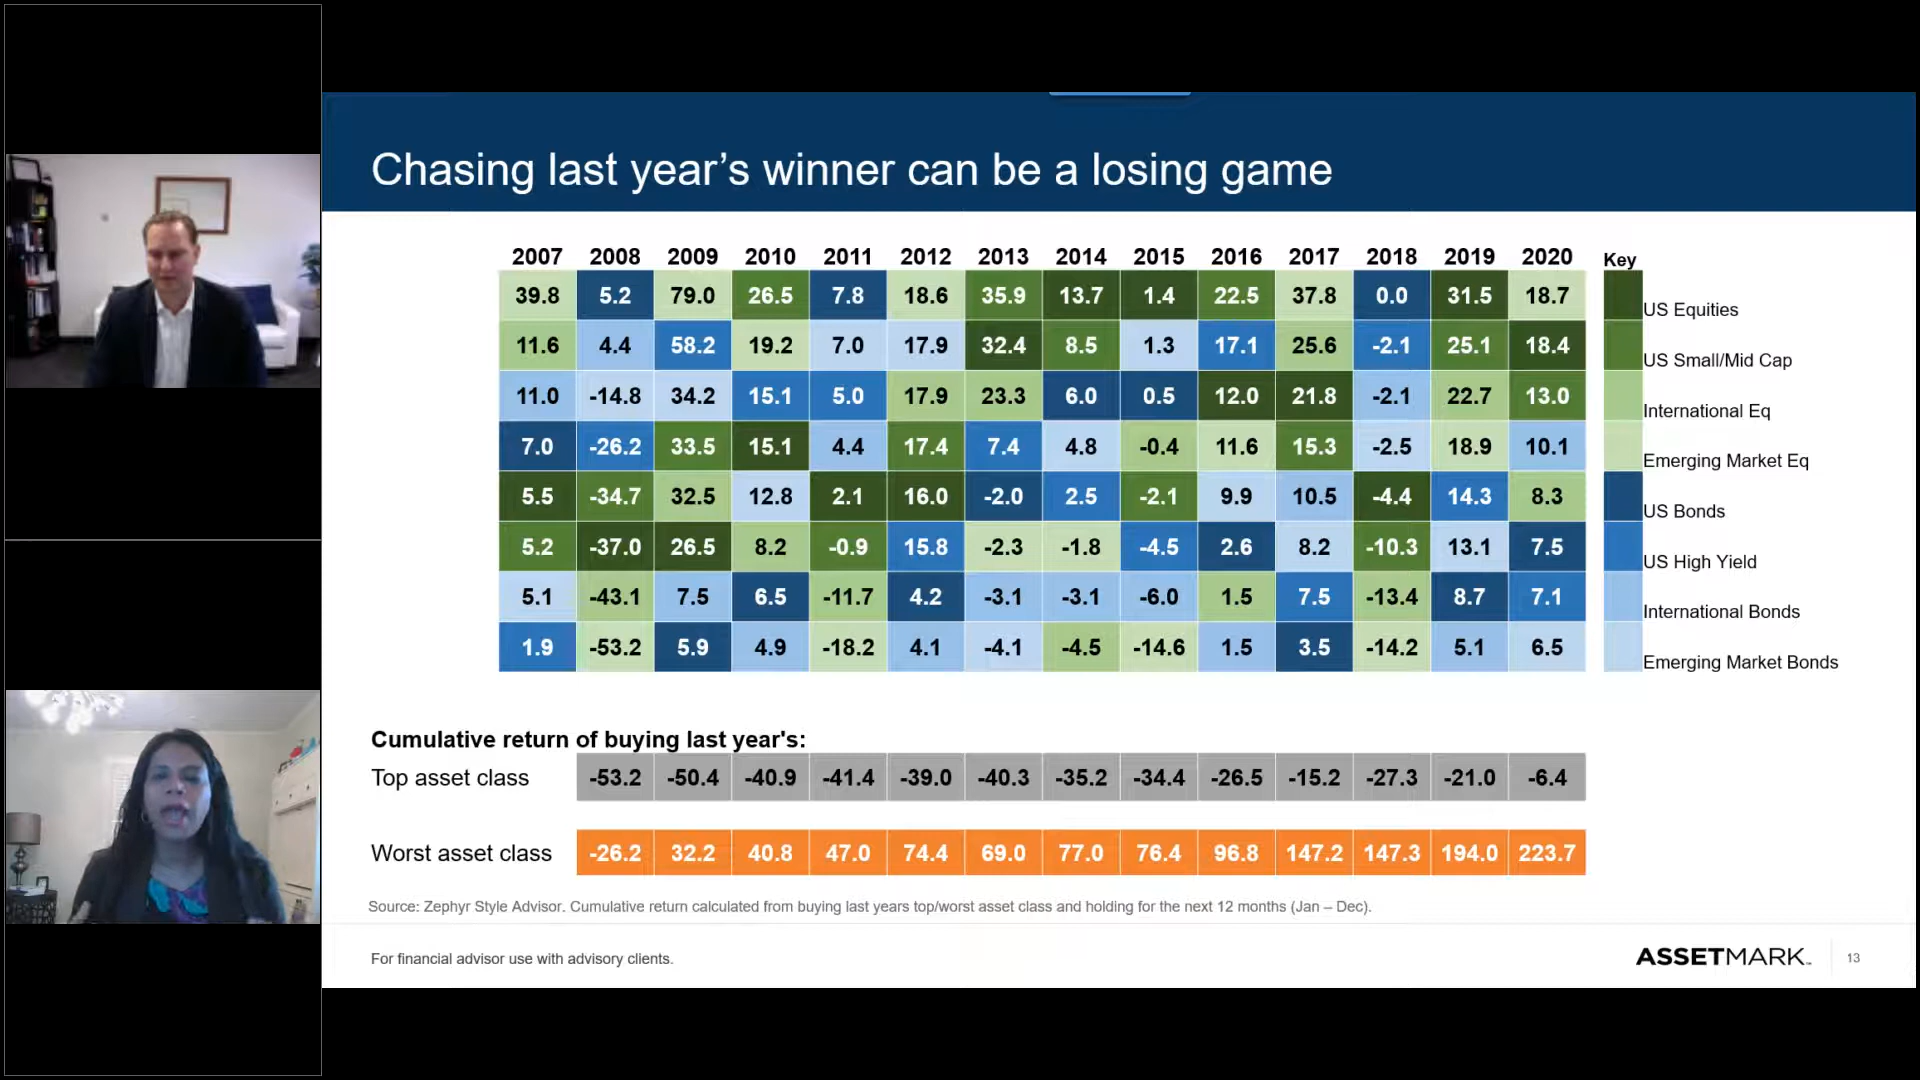 Chasing last year’s winner can be a losing game
2007 2008 2009 2010 2011 2012 2013 2014 2015 2016 2017 2018 2019 2020 Key
39.8 5.2 79.0 26.5 7.8 18.6 35.9 13.7 1.4 22.5 37.8 0.0 31.5 18.7 US Equities
11.6 4.4 58.2 19.2 7.0 17.9 32.4 8.5 1.3 17.1 25.6 -2.1 25.1 18.4 US Small/Mid Cap
11.0 -14.8 34.2 15.1 5.0 17.9 23.3 6.0 0.5 12.0 21.8 -2.1 22.7 13.0 International Eq
7.0 -26.2 33.5 15.1 4.4 17.4 7.4 4.8 -0.4 11.6 15.3 -2.5 18.9 10.1 Emerging Market Eq
5.5 -34.7 32.5 12.8 2.1 16.0 -2.0 2.5 -2.1 9.9 10.5 -4.4 14.3 8.3 US Bonds
5.2 -37.0 26.5 8.2 -0.9 15.8 -2.3 -1.8 -4.5 2.6 8.2 -10.3 13.1 7.5 US High Yield
5.1 -43.1 7.5 6.5 -11.7 4.2 -3.1 -3.1 -6.0 1.5 7.5 -13.4 8.7 7.1 International Bonds
1.9 -53.2 5.9 4.9 -18.2 4.1 -4.1 -4.5 -14.6 1.5 3.5 -14.2 5.1 6.5 Emerging Market Bonds
Cumulative return of buying last year's:
Top asset class -53.2 -50.4 -40.9 -41.4 -39.0 -40.3 -35.2 -34.4 -26.5 -15.2 -27.3 -21.0 -6.4
Worst asset class -26.2 32.2 40.8 47.0 74.4 69.0 77.0 76.4 96.8 147.2 147.3 194.0 223.7
Source: Zephyr Style Advisor. Cumulative return calculated from buying last years top/worst asset class and holding for the next 12 months (Jan – Dec).
For financial advisor use with advisory clients.
ASSETMARK™ 13